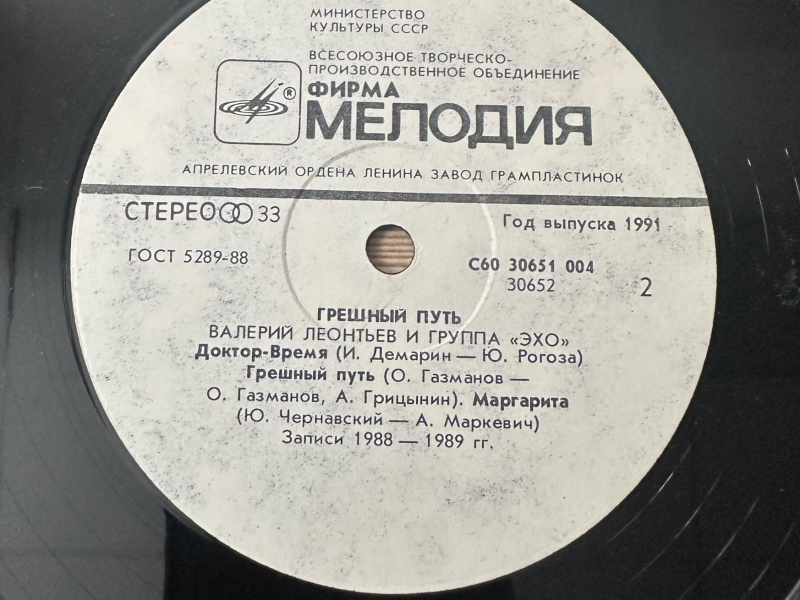 МИНИСТЕРСТВО
КУЛЬТУРЫ СССР
ВСЕСОЮЗНОЕ ТВОРЧЕСКО-
ПРОИЗВОДСТВЕННОЕ ОБЪЕДИНЕНИЕ
®
ФИРМА
МЕЛОДИЯ
АПРЕЛЕВСКИЙ ОРДЕНА ЛЕНИНА ЗАВОД ГРАМПЛАСТИНОК
СТЕРЕО 33
Год выпуска 1991
ГОСТ 5289-88
С60 30651 004
30652
2
ГРЕШНЫЙ ПУТЬ
ВАЛЕРИЙ ЛЕОНТЬЕВ И ГРУППА «ЭХО»
Доктор-Время (И. Демарин — Ю. Рогоза)
Грешный путь (О. Газманов —
О. Газманов, А. Грицынин). Маргарита
(Ю. Чернавский — А. Маркевич)
Записи 1988 — 1989 гг.